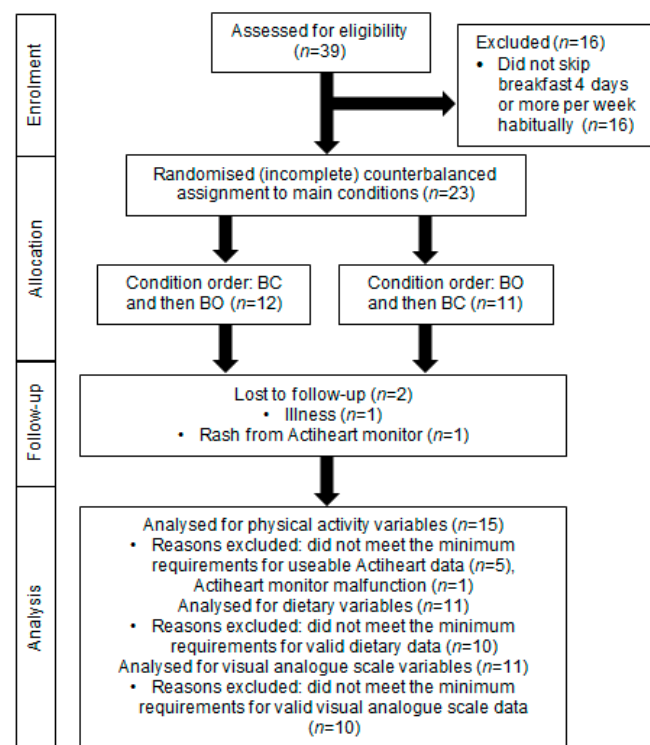 Enrolment
Assessed for eligibility
(n=39)
Excluded (n=16)
• Did not skip
breakfast 4 days
or more per week
habitually (n=16)
Allocation
Randomised (incomplete) counterbalanced
assignment to main conditions (n=23)
Condition order: BC
and then BO (n=12)
Condition order: BO
and then BC (n=11)
Follow-up
Lost to follow-up (n=2)
• Illness (n=1)
• Rash from Actiheart monitor (n=1)
Analysis
Analysed for physical activity variables (n=15)
• Reasons excluded: did not meet the minimum
requirements for useable Actiheart data (n=5),
Actiheart monitor malfunction (n=1)
Analysed for dietary variables (n=11)
• Reasons excluded: did not meet the minimum
requirements for valid dietary data (n=10)
Analysed for visual analogue scale variables (n=11)
• Reasons excluded: did not meet the minimum
requirements for valid visual analogue scale data
(n=10)